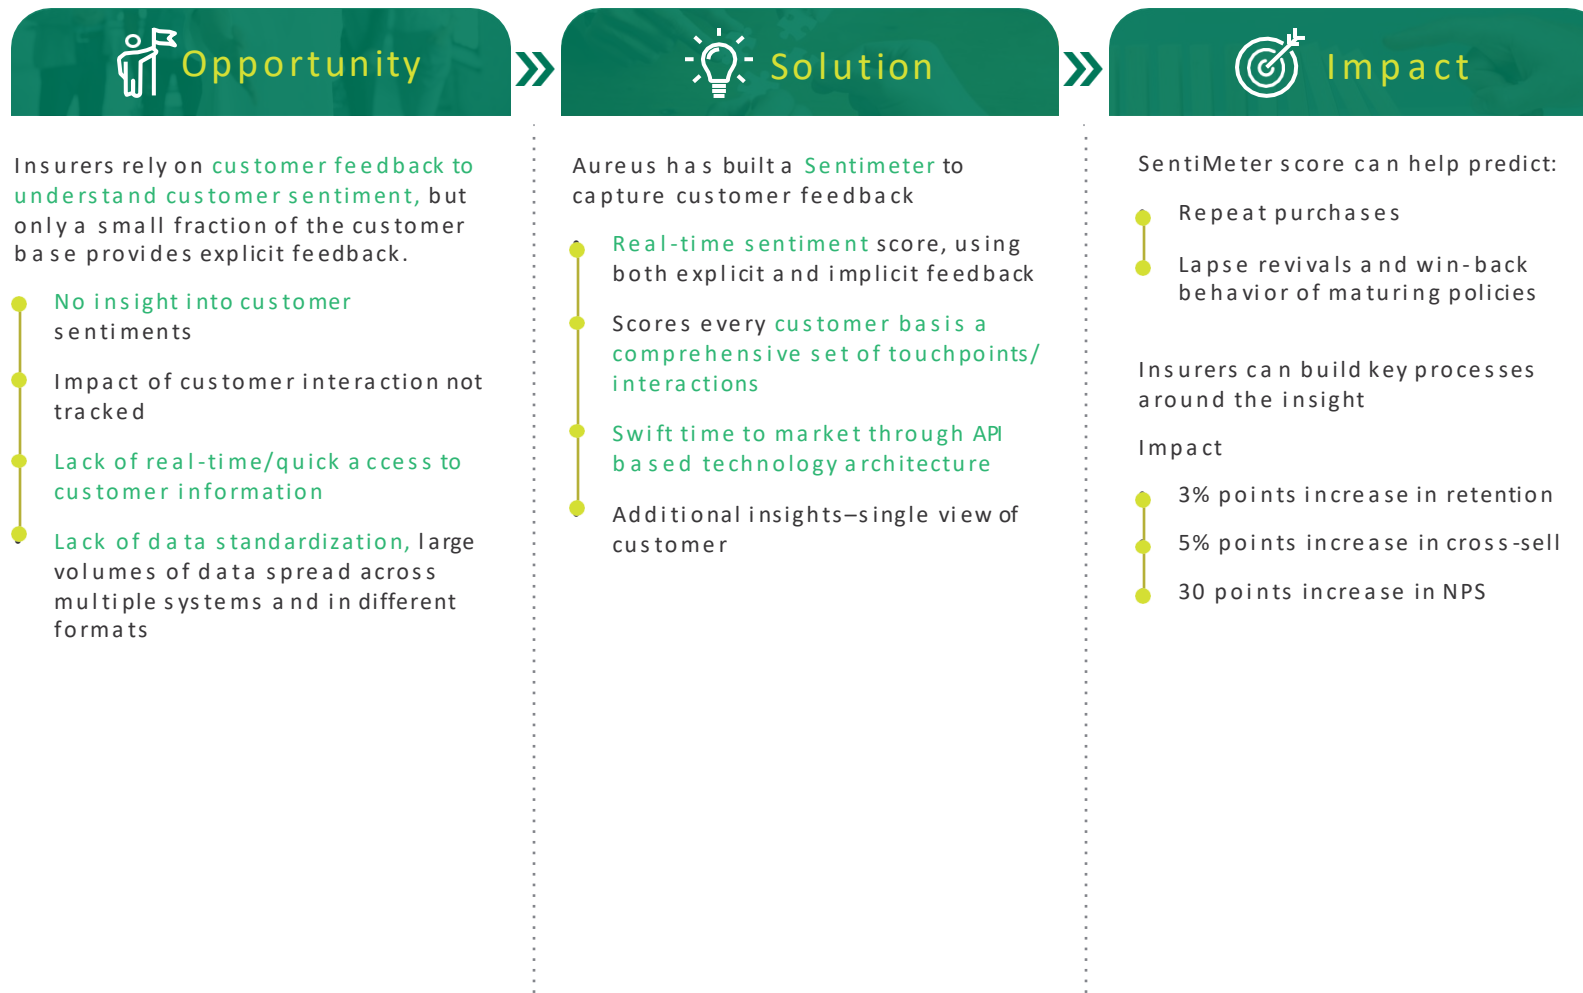 Opportunity
Solution
Impact
Insurers rely on customer feedback to
understand customer sentiment, but
only a small fraction of the customer
base provides explicit feedback.
No insight into customer
sentiments
Impact of customer interaction not
tracked
Lack of real-time/quick access to
customer information
Lack of data standardization, large
volumes of data spread across
multiple systems and in different
formats
Aureus has built a Sentimeter to
capture customer feedback
Real-time sentiment score, using
both explicit and implicit feedback
Scores every customer basis a
comprehensive set of touchpoints/
interactions
Swift time to market through API
based technology architecture
Additional insights–single view of
customer
SentiMeter score can help predict:
Repeat purchases
Lapse revivals and win-back
behavior of maturing policies
Insurers can build key processes
around the insight
Impact
3% points increase in retention
5% points increase in cross-sell
30 points increase in NPS